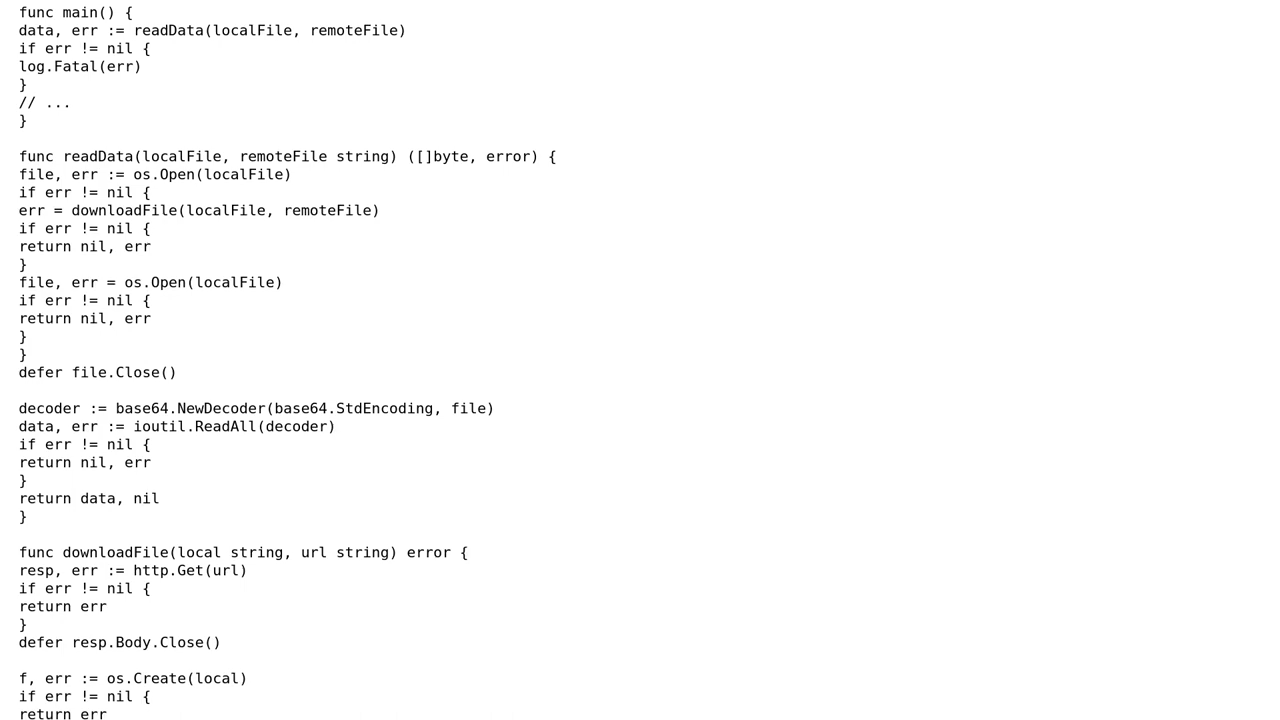 func main() {
data, err := readData(localFile, remoteFile)
if err != nil {
log.Fatal(err)
}
// ...
}

func readData(localFile, remoteFile string) ([]byte, error) {
file, err := os.Open(localFile)
if err != nil {
err = downloadFile(localFile, remoteFile)
if err != nil {
return nil, err
}
file, err = os.Open(localFile)
if err != nil {
return nil, err
}
}
defer file.Close()

decoder := base64.NewDecoder(base64.StdEncoding, file)
data, err := ioutil.ReadAll(decoder)
if err != nil {
return nil, err
}
return data, nil
}

func downloadFile(local string, url string) error {
resp, err := http.Get(url)
if err != nil {
return err
}
defer resp.Body.Close()

f, err := os.Create(local)
if err != nil {
return err